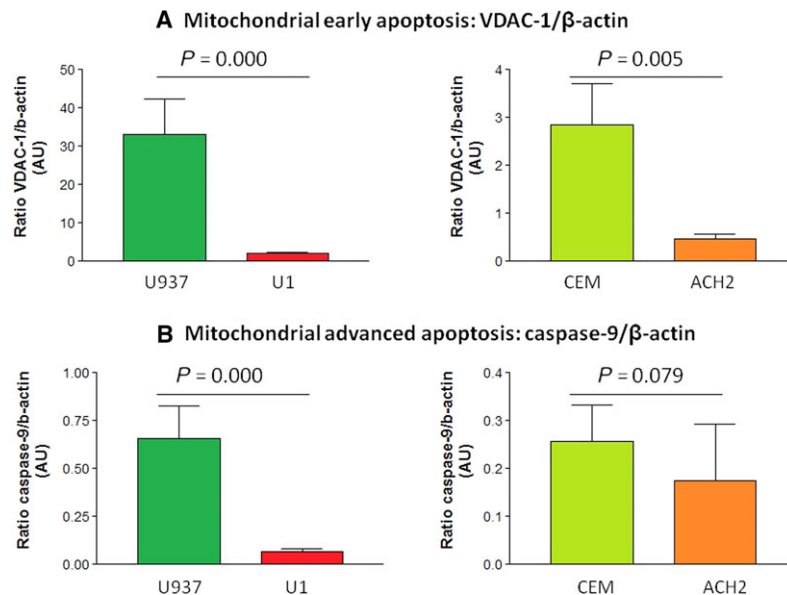 A Mitochondrial early apoptosis: VDAC-1/β-actin
P = 0.000
Ratio VDAC-1/b-actin
(AU)
50
40
30
20
10
0
U937 U1
P = 0.005
Ratio VDAC-1/b-actin
(AU)
4
3
2
1
0
CEM ACH2
B Mitochondrial advanced apoptosis: caspase-9/β-actin
P = 0.000
Ratio caspase-9/b-actin
(AU)
1.00
0.75
0.50
0.25
0.00
U937 U1
P = 0.079
Ratio caspase-9/b-actin
(AU)
0.4
0.3
0.2
0.1
0.0
CEM ACH2